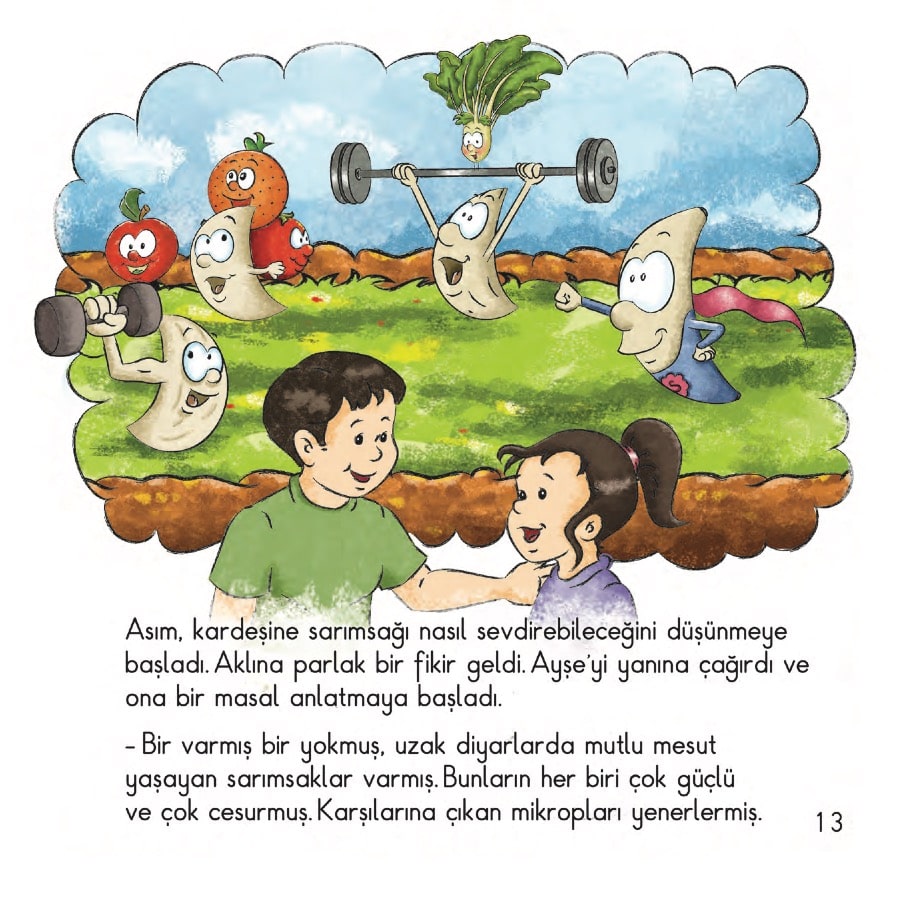 S
Asım, kardeşine sarımsağı nasıl sevdirebileceğini düşünmeye
başladı. Aklına parlak bir fikir geldi. Ayşe'yi yanına çağırdı ve
ona bir masal anlatmaya başladı.
- Bir varmış bir yokmuş, uzak diyarlarda mutlu mesut
yaşayan sarımsaklar varmış. Bunların her biri çok güçlü
ve çok cesurmuş. Karşılarına çıkan mikropları yenerlermiş.
13